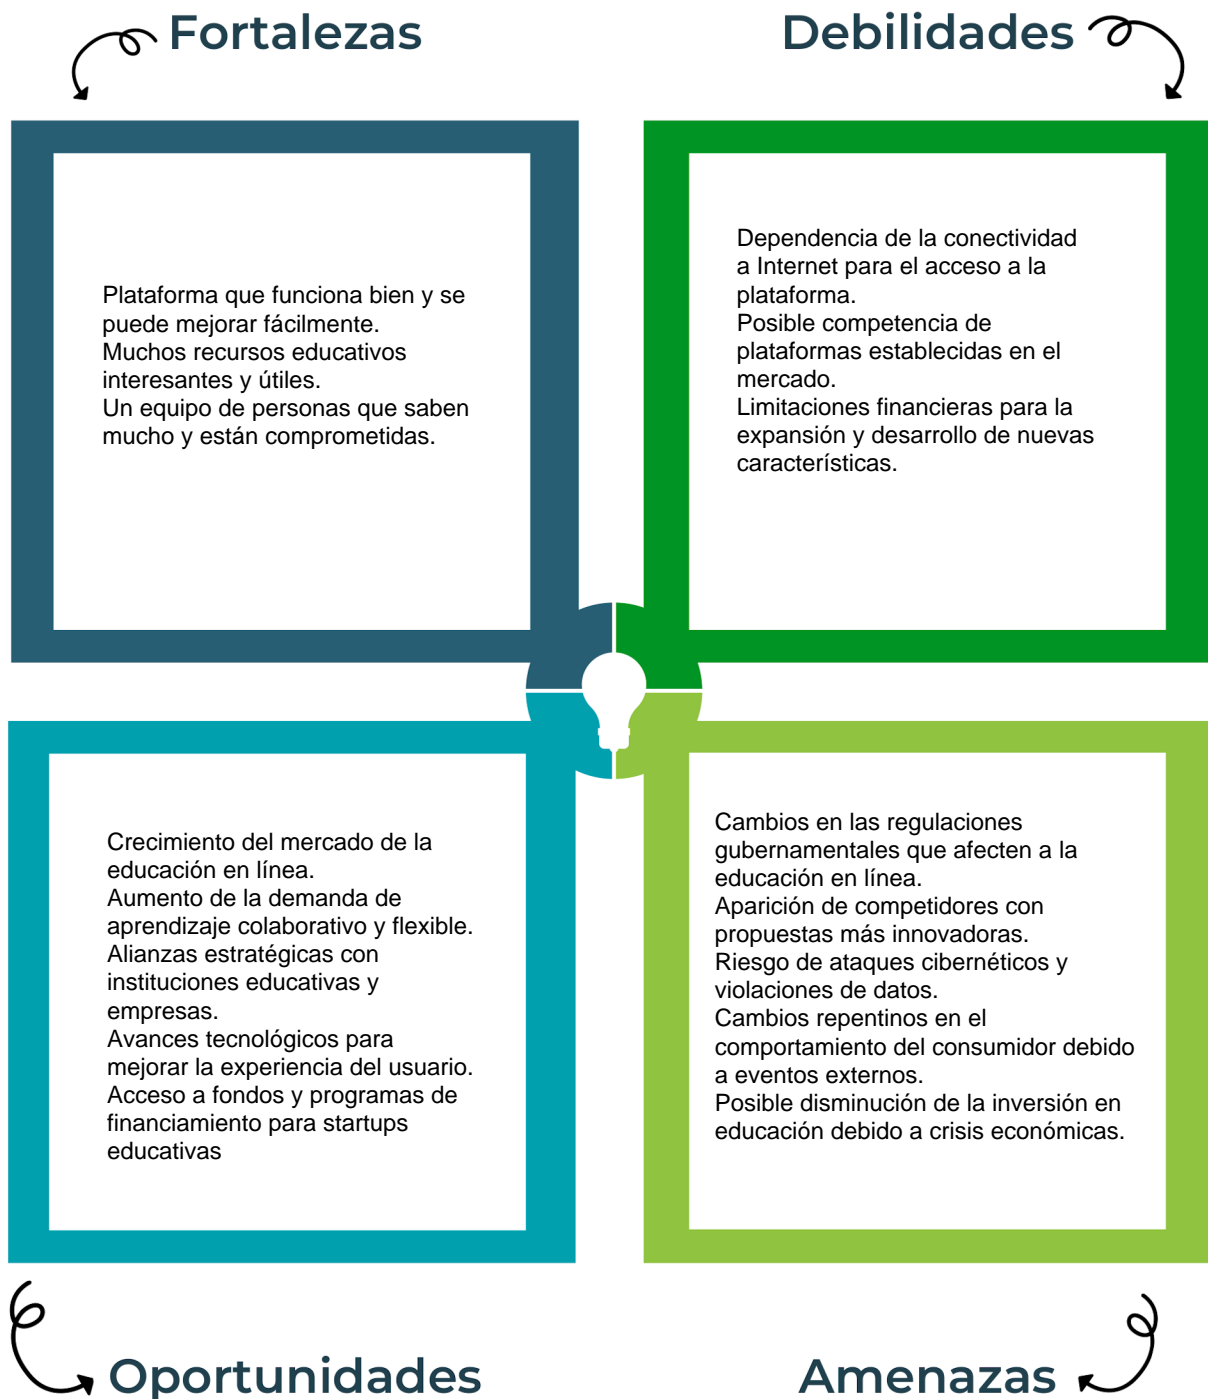 Fortalezas
Plataforma que funciona bien y se
puede mejorar fácilmente.
Muchos recursos educativos
interesantes y útiles.
Un equipo de personas que saben
mucho y están comprometidas.
Debilidades
Dependencia de la conectividad
a Internet para el acceso a la
plataforma.
Posible competencia de
plataformas establecidas en el
mercado.
Limitaciones financieras para la
expansión y desarrollo de nuevas
características.
Crecimiento del mercado de la
educación en línea.
Aumento de la demanda de
aprendizaje colaborativo y flexible.
Alianzas estratégicas con
instituciones educativas y
empresas.
Avances tecnológicos para
mejorar la experiencia del usuario.
Acceso a fondos y programas de
financiamiento para startups
educativas
Oportunidades
Cambios en las regulaciones
gubernamentales que afecten a la
educación en línea.
Aparición de competidores con
propuestas más innovadoras.
Riesgo de ataques cibernéticos y
violaciones de datos.
Cambios repentinos en el
comportamiento del consumidor debido
a eventos externos.
Posible disminución de la inversión en
educación debido a crisis económicas.
Amenazas